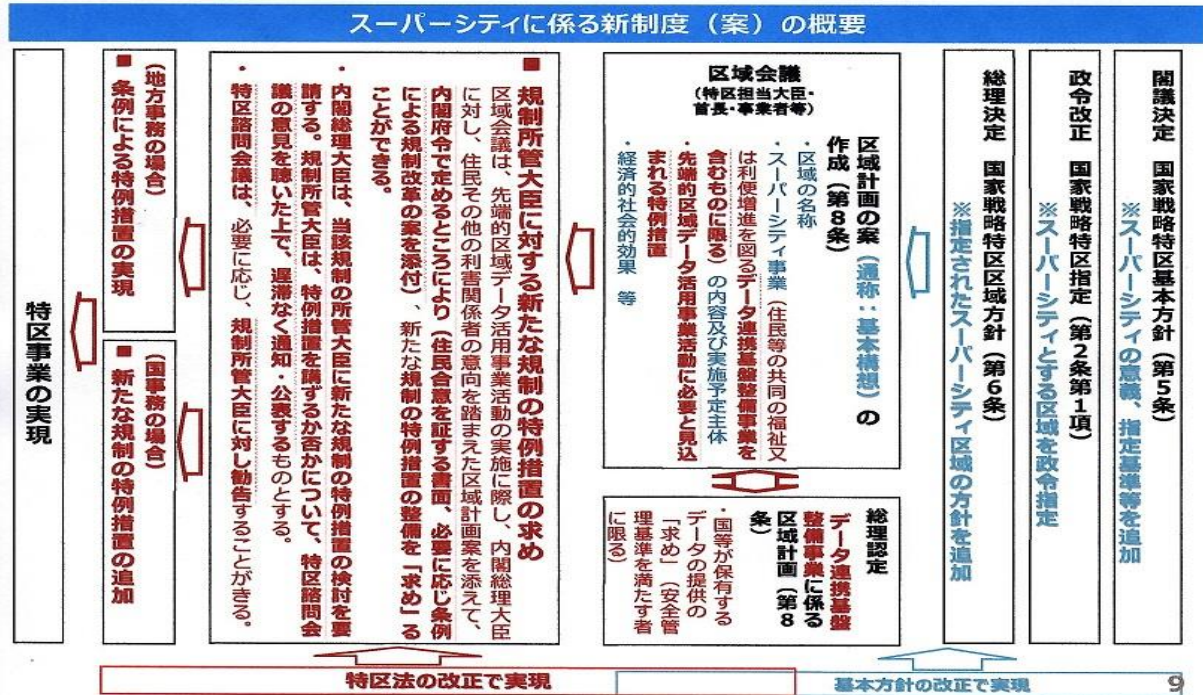 スーパーシティに係る新制度（案）の概要
閣議決定　国家戦略特区基本方針（第5条）
※スーパーシティの意義、指定基準等を追加
政令改正　国家戦略特区指定（第2条第1項）
※スーパーシティとする区域を政令指定
総理決定　国家戦略特区区域方針（第6条）
※指定されたスーパーシティ区域の方針を追加
区域会議
（特区担当大臣・
首長・事業者等）
区域計画の案（通称：基本構想）の
作成（第8条）
・区域の名称
・スーパーシティ事業（住民等の共同の福祉又
は利便増進を図るデータ連携基盤整備事業を
含むものに限る）の内容及び実施予定主体
・先端的区域データ活用事業活動に必要と見込
まれる特例措置
・経済的社会的効果　等
総理認定
データ連携基盤
整備事業に係る
区域計画（第8
条）
・国等が保有する
データの提供の
「求め」（安全管
理基準を満たす者
に限る）
■ 規制所管大臣に対する新たな規制の特例措置の求め
区域会議は、先端的区域データ活用事業活動の実施に際し、内閣総理大臣
に対し、住民その他の利害関係者の意向を踏まえた区域計画案を添えて、
内閣府令で定めるところにより（住民合意を証する書面、必要に応じ条例
による規制改革の案を添付）、新たな規制の特例措置の整備を「求め」る
ことができる。
・内閣総理大臣は、当該規制の所管大臣に新たな規制の特例措置の検討を要
請する。規制所管大臣は、特例措置を講ずるか否かについて、特区諮問会
議の意見を聴いた上で、遅滞なく通知・公表するものとする。
・特区諮問会議は、必要に応じ、規制所管大臣に対し勧告することができる。
（地方事務の場合）
■ 条例による特例措置の実現
（国事務の場合）
■ 新たな規制の特例措置の追加
特区事業の実現
特区法の改正で実現
基本方針の改正で実現
9